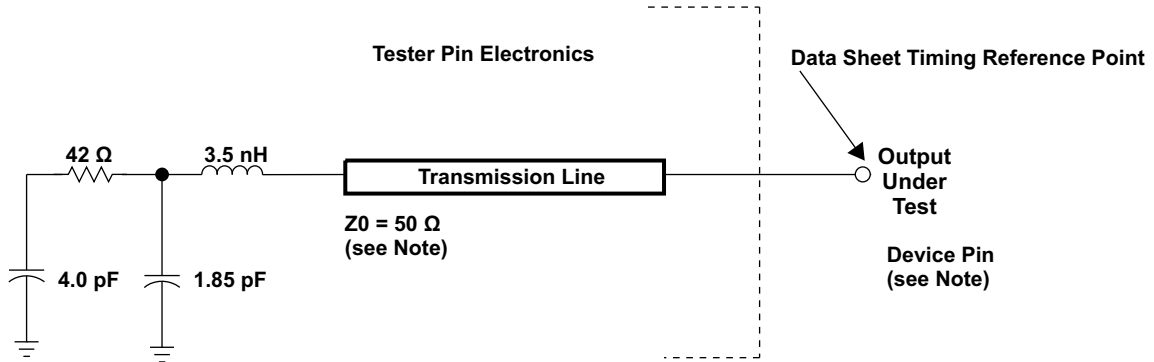 Tester Pin Electronics
Data Sheet Timing Reference Point
42 Ω
3.5 nH
Transmission Line
Output
Under
Test
Z0 = 50 Ω
(see Note)
Device Pin
(see Note)
4.0 pF
1.85 pF